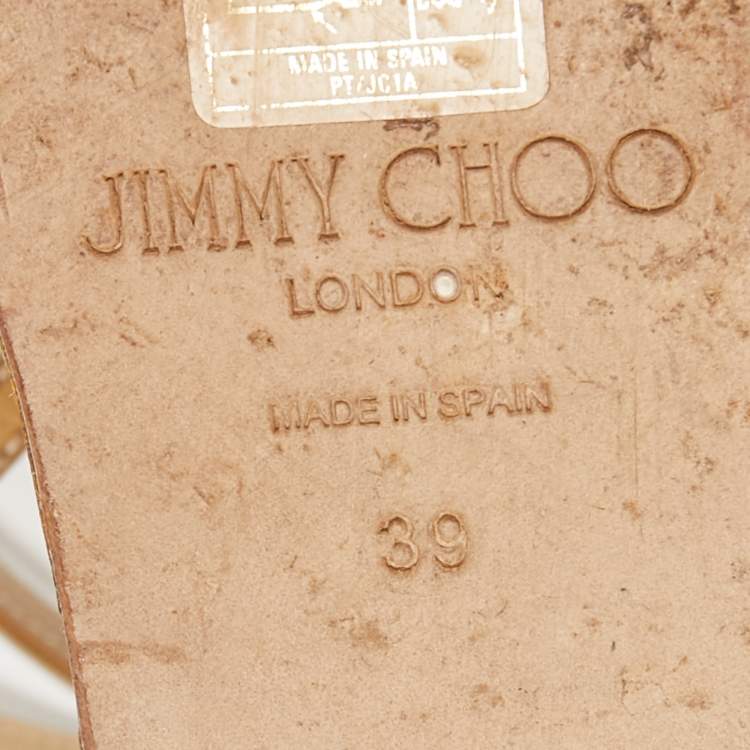 MADE IN SPAIN
PT/JC1A
JIMMY CHOO
LONDON
MADE IN SPAIN
39